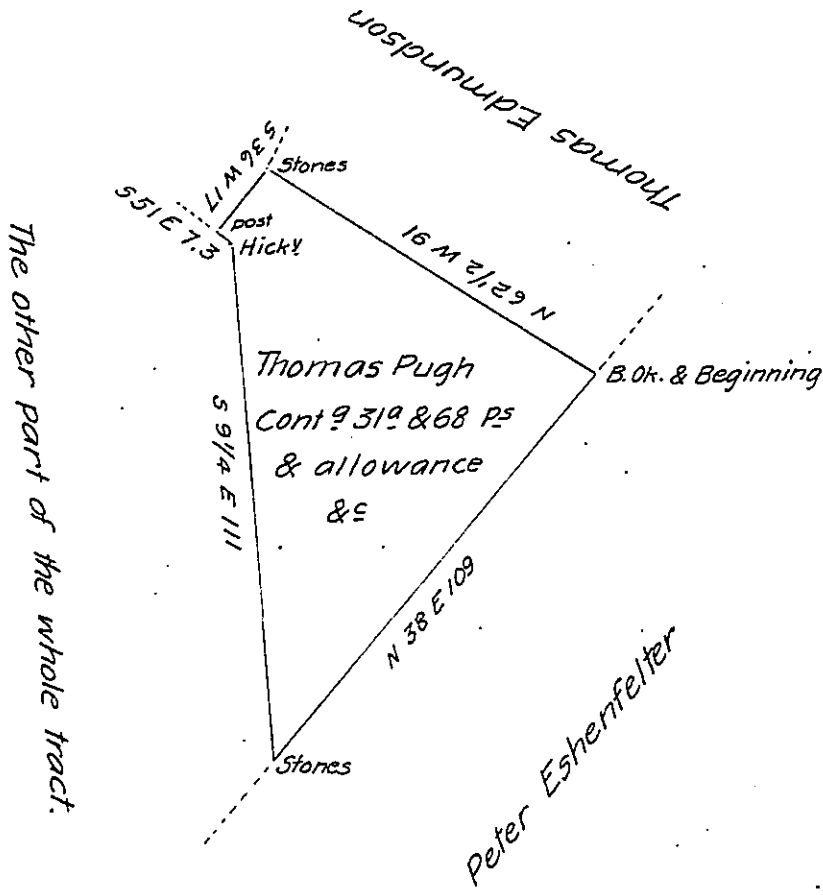 Thomas Edmundson
S 36 W 17
Stones
S 51 E 7.3
post
Hicky
N 62 1/2 W 91
B. Ok. & Beginning
Thomas Pugh
Contg 31a & 68 Ps
& allowance
&c
S 9 1/4 E 111
N 38 E 109
Stones
Peter Eshenfelter
The other part of the whole tract.